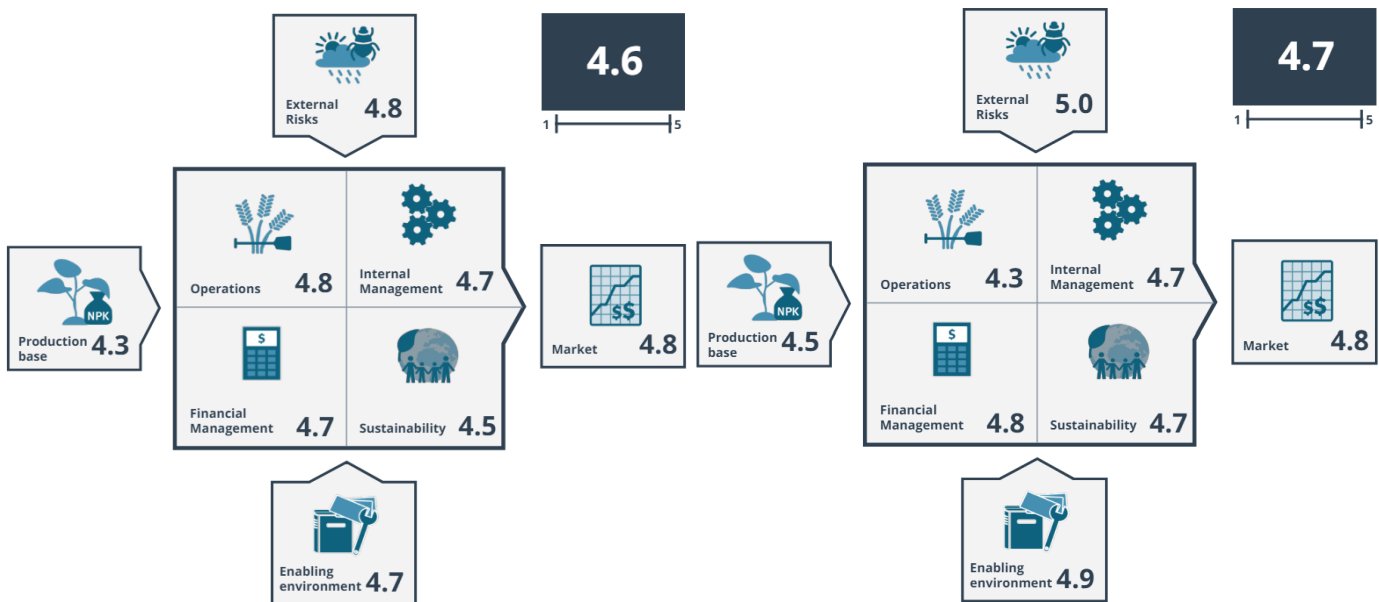 External
Risks 4.8
4.6
1 5
Operations 4.8
Internal
Management 4.7
NPK
Production
base 4.3
$
Financial
Management 4.7
Sustainability 4.5
$$
Market 4.8
Enabling
environment 4.7
External
Risks 5.0
4.7
1 5
Operations 4.3
Internal
Management 4.7
NPK
Production
base 4.5
$
Financial
Management 4.8
Sustainability 4.7
$$
Market 4.8
Enabling
environment 4.9